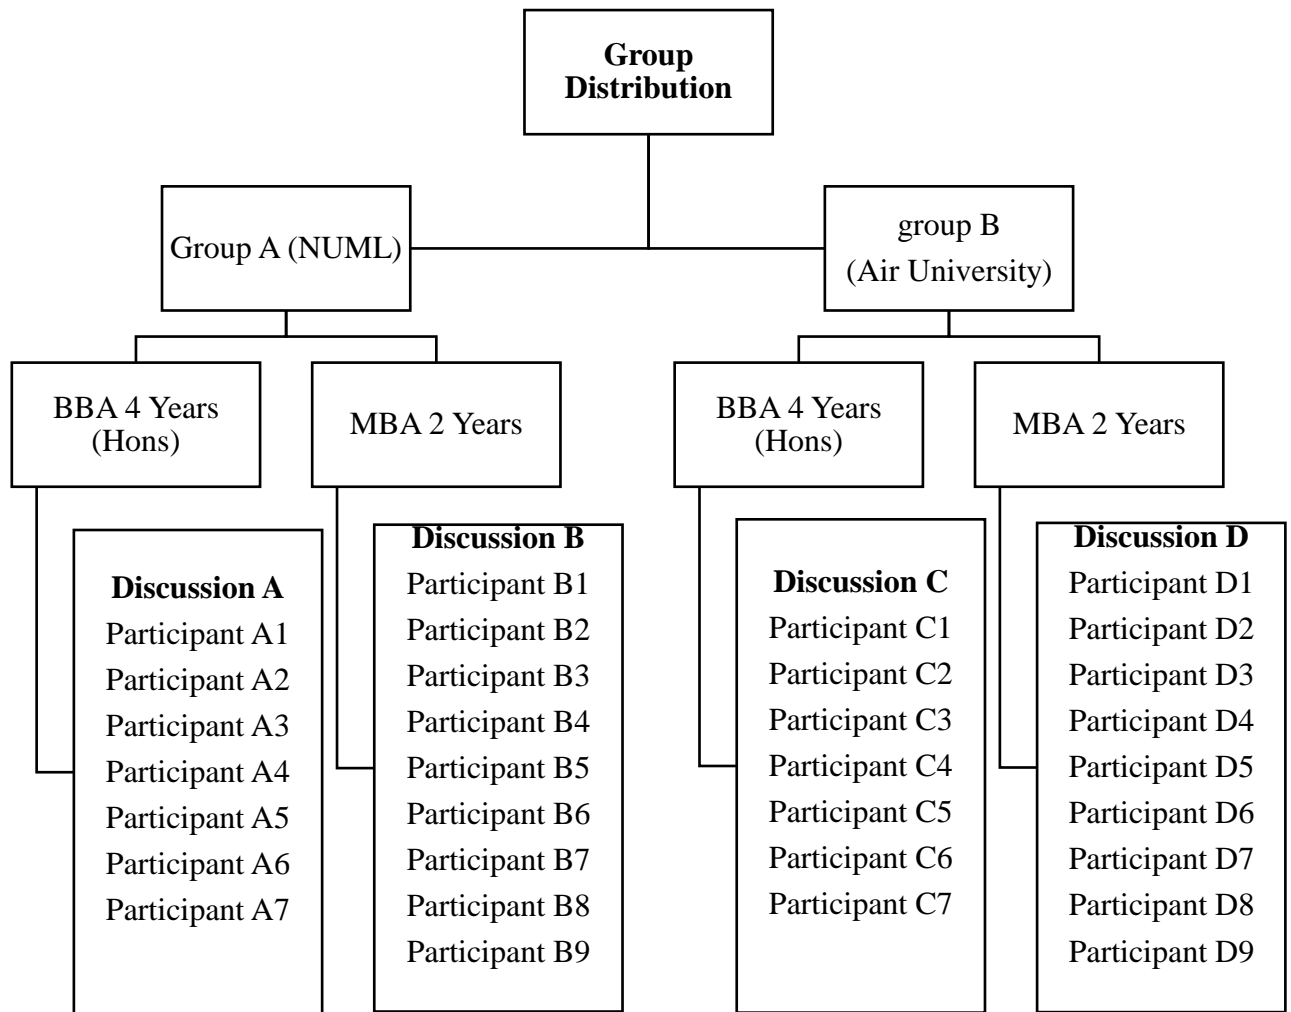 Group
Distribution
Group A (NUML)
group B
(Air University)
BBA 4 Years
(Hons)
MBA 2 Years
BBA 4 Years
(Hons)
MBA 2 Years
Discussion A
Participant A1
Participant A2
Participant A3
Participant A4
Participant A5
Participant A6
Participant A7
Discussion B
Participant B1
Participant B2
Participant B3
Participant B4
Participant B5
Participant B6
Participant B7
Participant B8
Participant B9
Discussion C
Participant C1
Participant C2
Participant C3
Participant C4
Participant C5
Participant C6
Participant C7
Discussion D
Participant D1
Participant D2
Participant D3
Participant D4
Participant D5
Participant D6
Participant D7
Participant D8
Participant D9